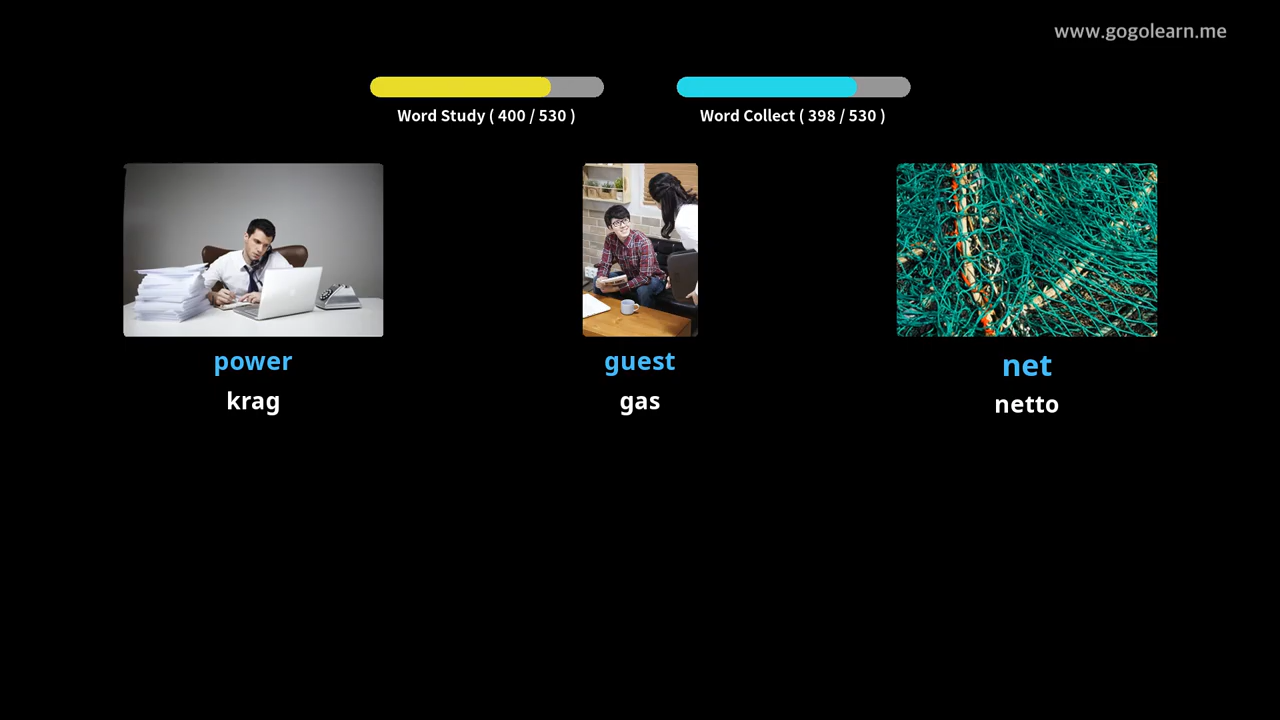 www.gogolearn.me
Word Study ( 400 / 530 )
Word Collect ( 398 / 530 )
power
krag
guest
gas
net
netto